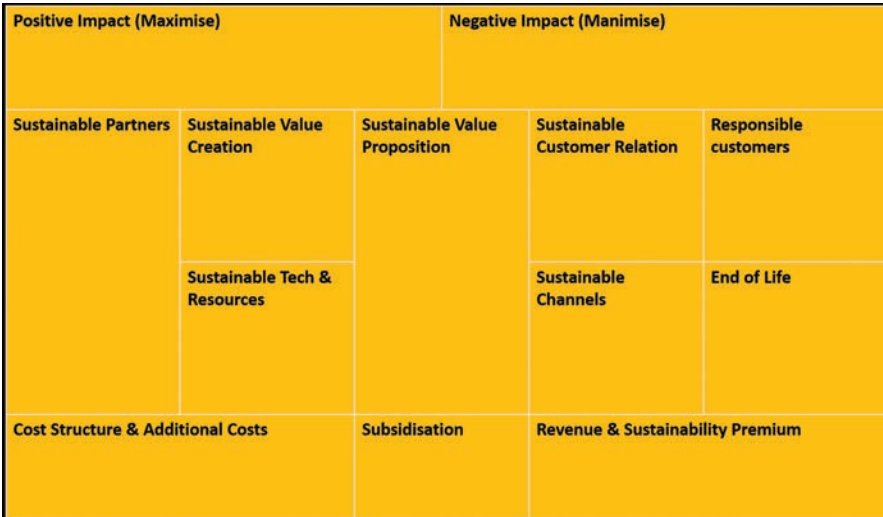 Positive Impact (Maximise)
Negative Impact (Manimise)
Sustainable Partners
Sustainable Value
Creation
Sustainable Value
Proposition
Sustainable
Customer Relation
Responsible
customers
Sustainable Tech &
Resources
Sustainable
Channels
End of Life
Cost Structure & Additional Costs
Subsidisation
Revenue & Sustainability Premium